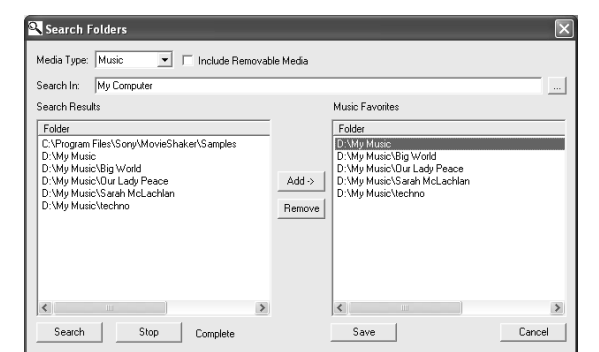 Search Folders
Media Type: Music Include Removable Media
Search In: My Computer ...
Search Results Music Favorites
Folder Folder
C:\Program Files\Sony\MovieShaker\Samples D:\My Music
D:\My Music D:\My Music\Big World
D:\My Music\Big World D:\My Music\Our Lady Peace
D:\My Music\Our Lady Peace D:\My Music\Sarah McLachlan
D:\My Music\Sarah McLachlan D:\My Music\techno
D:\My Music\techno
Add ->
Remove
Search Stop Complete Save Cancel